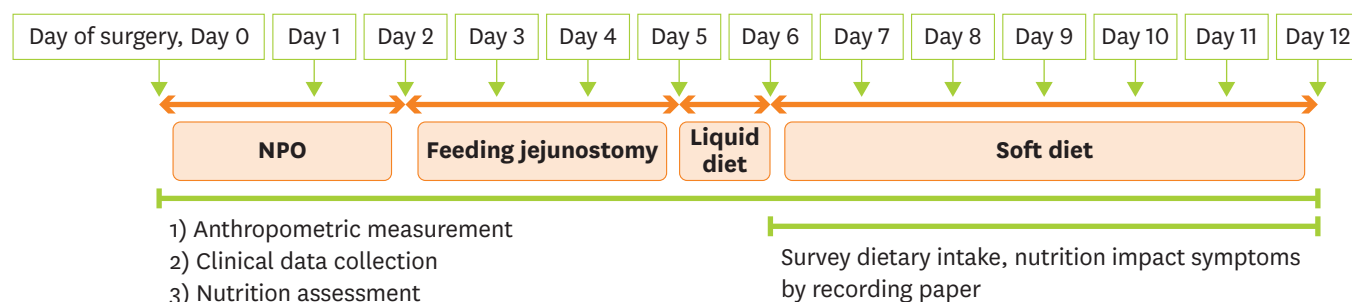 Day of surgery, Day 0
Day 1
Day 2
Day 3
Day 4
Day 5
Day 6
Day 7
Day 8
Day 9
Day 10
Day 11
Day 12
NPO
Feeding jejunostomy
Liquid
diet
Soft diet
1) Anthropometric measurement
2) Clinical data collection
3) Nutrition assessment
Survey dietary intake, nutrition impact symptoms
by recording paper